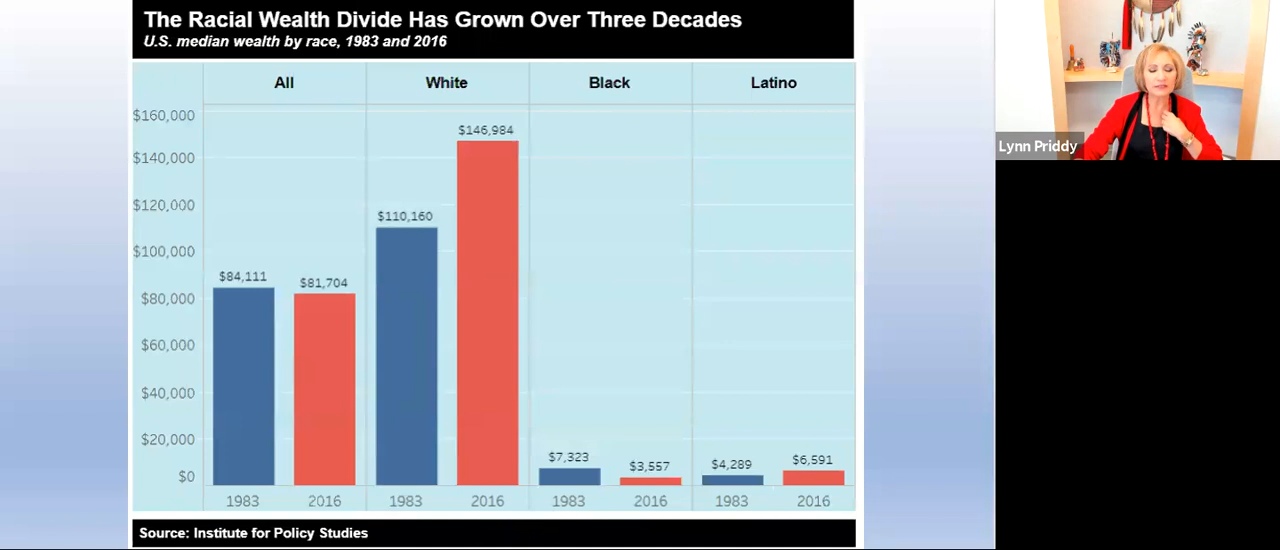 The Racial Wealth Divide Has Grown Over Three Decades
U.S. median wealth by race, 1983 and 2016
All White Black Latino
$160,000
$140,000
$120,000
$100,000
$80,000
$60,000
$40,000
$20,000
$0
$84,111 $81,704 $110,160 $146,984 $7,323 $3,557 $4,289 $6,591
1983 2016 1983 2016 1983 2016 1983 2016
Source: Institute for Policy Studies
Lynn Priddy